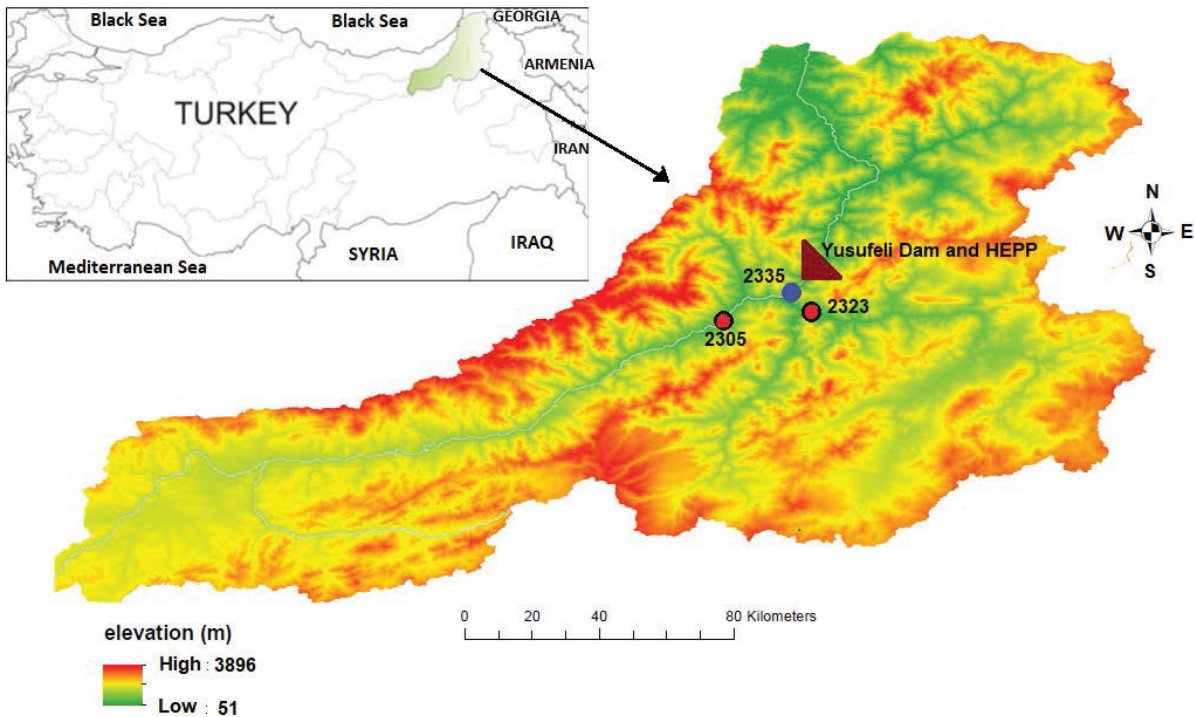 Black Sea
Black Sea
GEORGIA
ARMENIA
TURKEY
IRAN
SYRIA
IRAQ
Mediterranean Sea
N
W
E
S
Yusufeli Dam and HEPP
2335
2323
2305
0 20 40 60 80 Kilometers
elevation (m)
High : 3896
Low : 51